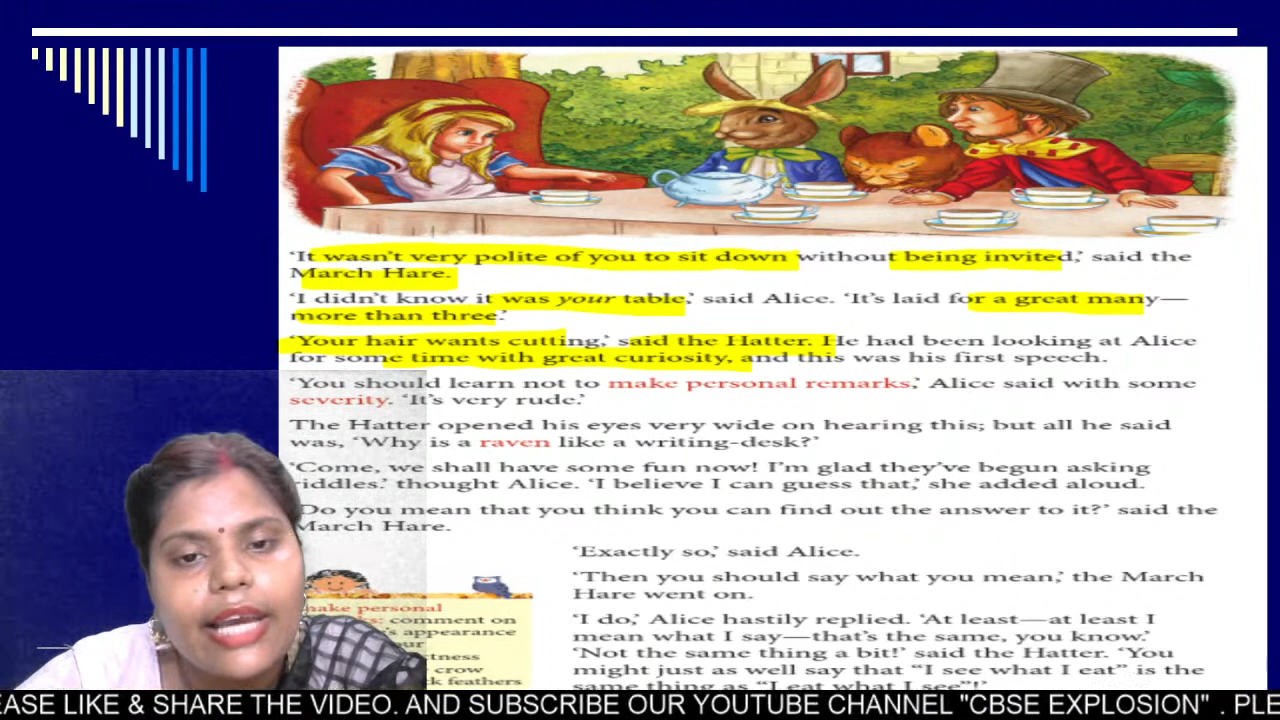 ‘It wasn’t very polite of you to sit down without being invited,’ said the
March Hare.
‘I didn’t know it was your table,’ said Alice. ‘It’s laid for a great many—
more than three.’
‘Your hair wants cutting,’ said the Hatter. He had been looking at Alice
for some time with great curiosity, and this was his first speech.
‘You should learn not to make personal remarks,’ Alice said with some
severity. ‘It’s very rude.’
The Hatter opened his eyes very wide on hearing this; but all he said
was, ‘Why is a raven like a writing-desk?’
‘Come, we shall have some fun now! I’m glad they’ve begun asking
riddles.’ thought Alice. ‘I believe I can guess that,’ she added aloud.
‘Do you mean that you think you can find out the answer to it?’ said the
March Hare.
‘Exactly so,’ said Alice.
‘Then you should say what you mean,’ the March
Hare went on.
‘I do,’ Alice hastily replied. ‘At least—at least I
mean what I say—that’s the same, you know.’
‘Not the same thing a bit!’ said the Hatter. ‘You
might just as well say that “I see what I eat” is the
same thing as “I eat what I see”!’
make personal
comment on
appearance
crow
feathers
EASE LIKE & SHARE THE VIDEO. AND SUBSCRIBE OUR YOUTUBE CHANNEL "CBSE EXPLOSION" . PLE